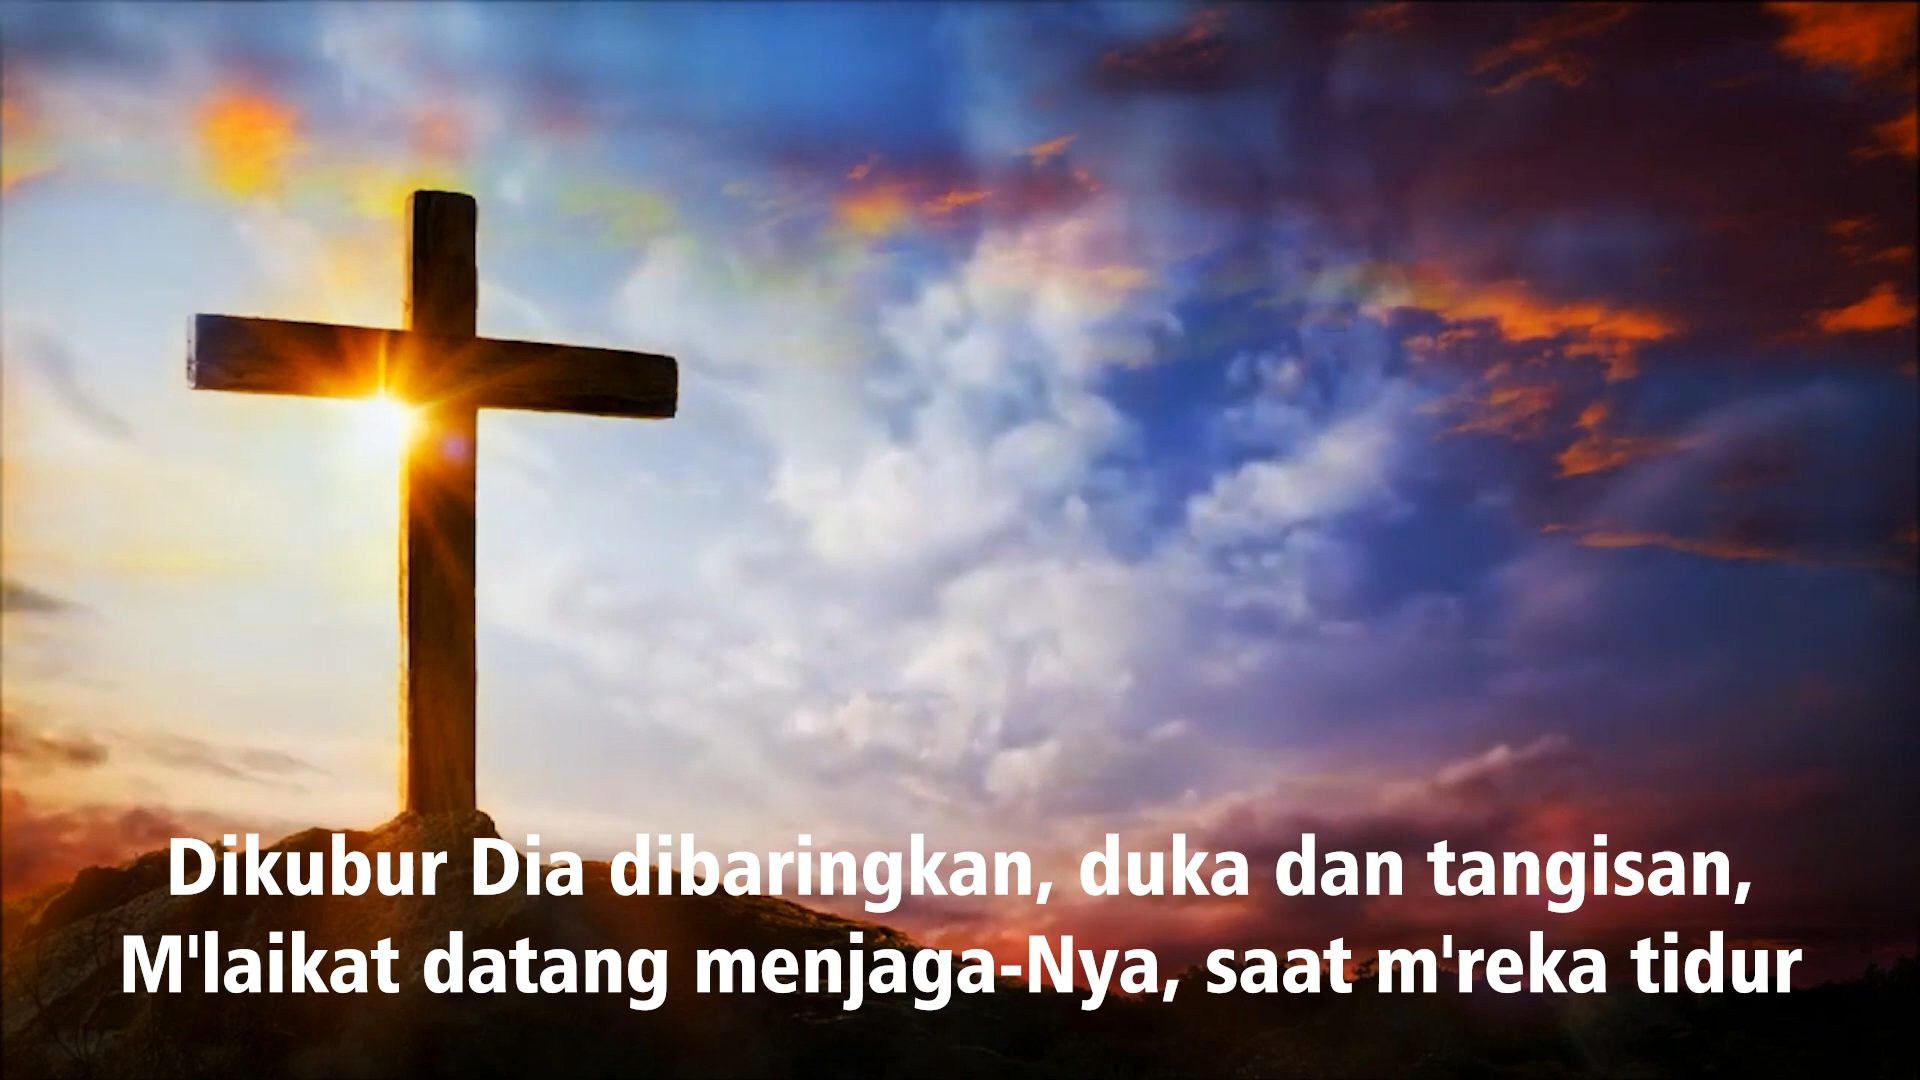 Dikubur Dia dibaringkan, duka dan tangisan,
M'laikat datang menjaga-Nya, saat m'reka tidur